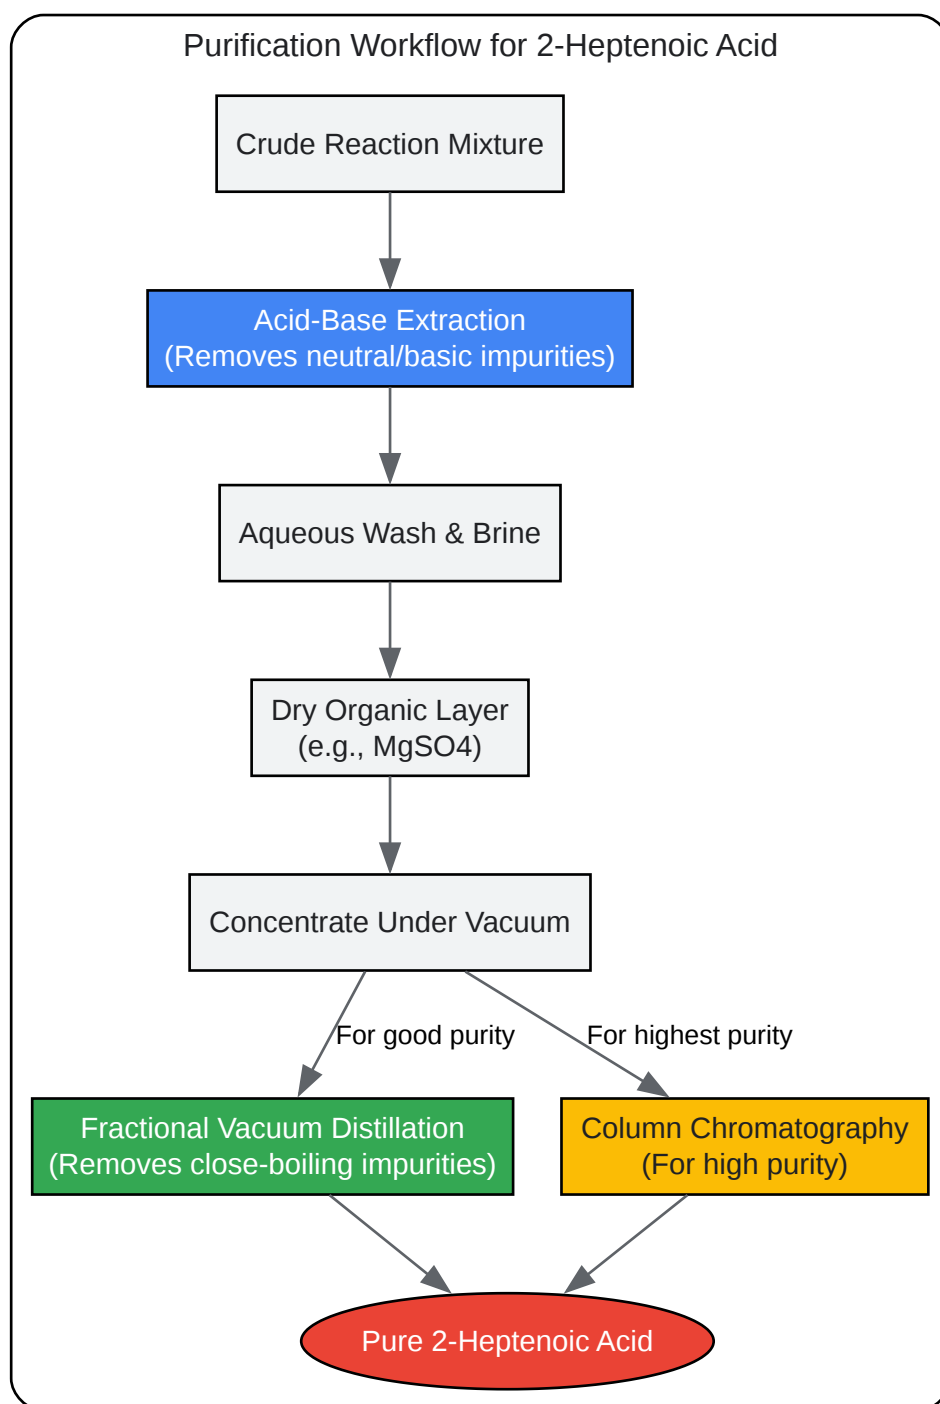 Purification Workflow for 2-Heptenoic Acid
Crude Reaction Mixture
Acid-Base Extraction
(Removes neutral/basic impurities)
Aqueous Wash & Brine
Dry Organic Layer
(e.g., MgSO4)
Concentrate Under Vacuum
For good purity
For highest purity
Fractional Vacuum Distillation
(Removes close-boiling impurities)
Column Chromatography
(For high purity)
Pure 2-Heptenoic Acid